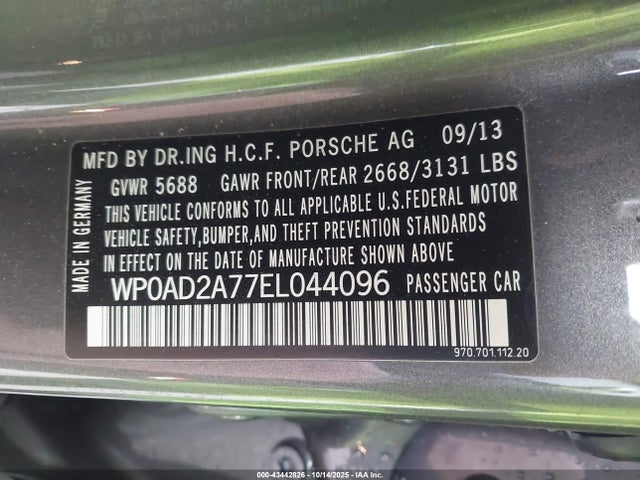 MFD BY DR.ING H.C.F. PORSCHE AG 09/13
GVWR 5688 GAWR FRONT/REAR 2668/3131 LBS
THIS VEHICLE CONFORMS TO ALL APPLICABLE U.S.FEDERAL MOTOR
VEHICLE SAFETY,BUMPER,AND THEFT PREVENTION STANDARDS
IN EFFECT ON THE DATE OF MANUFACTURE SHOWN ABOVE
WP0AD2A77EL044096 PASSENGER CAR
970.701.112.20
MADE IN GERMANY
000-43442826 - 10/14/2025 - IAA Inc.